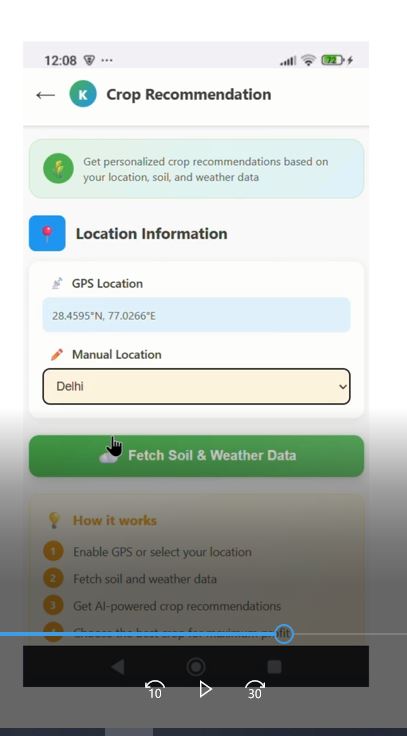 12:08
72
K Crop Recommendation
Get personalized crop recommendations based on
your location, soil, and weather data
Location Information
GPS Location
28.4595°N, 77.0266°E
Manual Location
Delhi
Fetch Soil & Weather Data
How it works
1 Enable GPS or select your location
2 Fetch soil and weather data
3 Get AI-powered crop recommendations
4 Choose the best crop for maximum profit
10
30